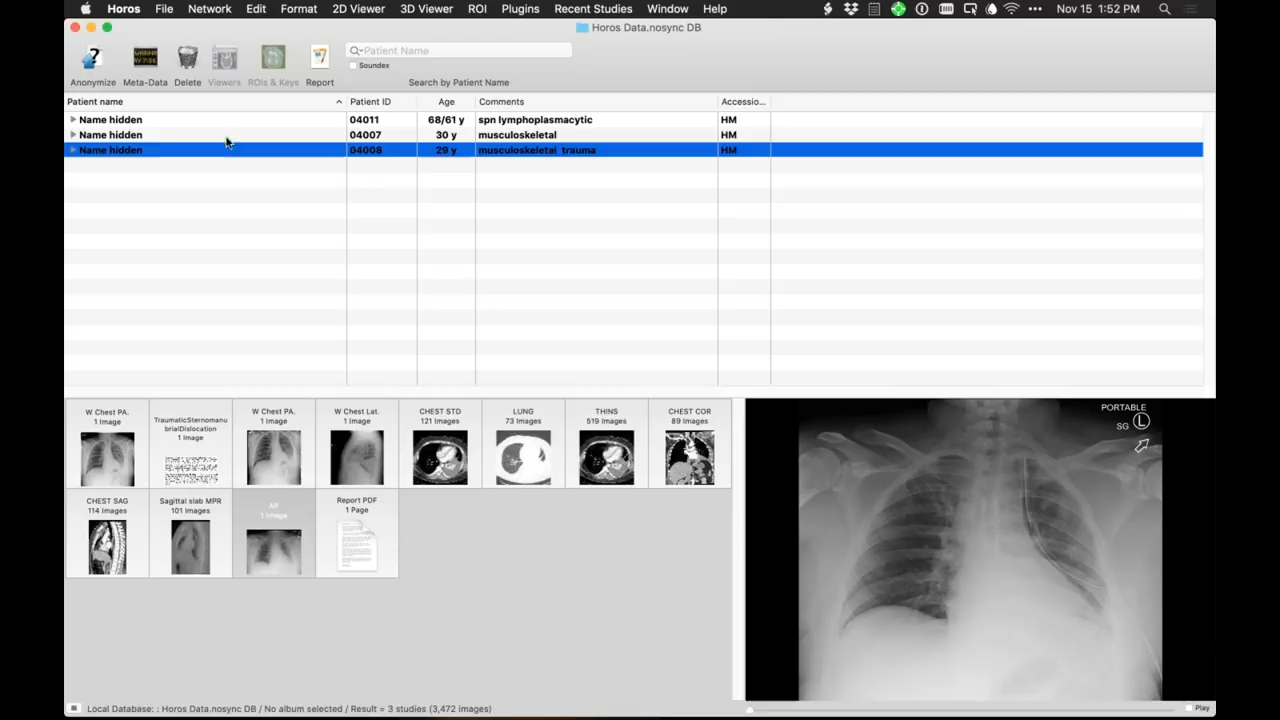 Horos File Network Edit Format 2D Viewer 3D Viewer ROI Plugins Recent Studies Window Help Nov 15 1:52 PM
Horos Data.nosync DB
Patient Name
Soundex
Anonymize Meta-Data Delete Viewers ROIs & Keys Report Search by Patient Name
Patient name Patient ID Age Comments Accessio...
Name hidden 04011 68/61 y spn lymphoplasmacytic HM
Name hidden 04007 30 y musculoskeletal HM
Name hidden 04008 29 y musculoskeletal trauma HM
W Chest PA.
1 Image
TraumaticSternomanu
brialDislocation
1 Image
W Chest PA.
1 Image
W Chest Lat.
1 Image
CHEST STD
121 Images
LUNG
73 Images
THINS
519 Images
CHEST COR
89 Images
CHEST SAG
114 Images
Sagittal slab MPR
101 Images
AP
1 Image
Report PDF
1 Page
PORTABLE
SG L
Local Database: : Horos Data.nosync DB / No album selected / Result = 3 studies (3,472 images)
Play